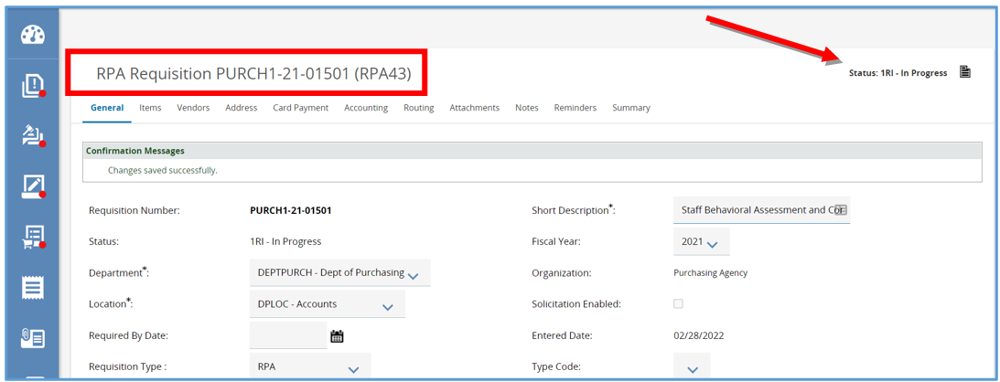 RPA Requisition PURCH1-21-01501 (RPA43)
Status: 1RI - In Progress
General Items Vendors Address Card Payment Accounting Routing Attachments Notes Reminders Summary
Confirmation Messages
Changes saved successfully.
Requisition Number: PURCH1-21-01501 Short Description*: Staff Behavioral Assessment and
Status: 1RI - In Progress Fiscal Year: 2021
Department*: DEPTPURCH - Dept of Purchasing Organization: Purchasing Agency
Location*: DPLOC - Accounts Solicitation Enabled:
Required By Date: Entered Date: 02/28/2022
Requisition Type : RPA Type Code: